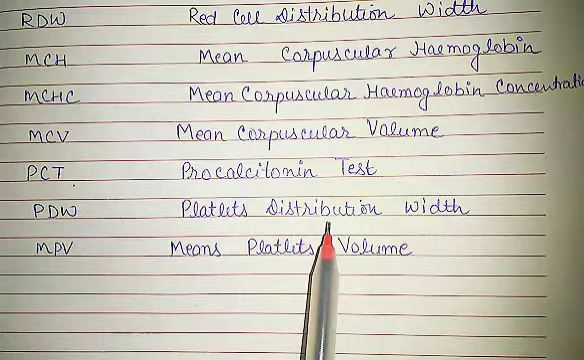 RDW Red Cell Distribution Width
MCH Mean Corpuscular Haemoglobin
MCHC Mean Corpuscular Haemoglobin Concentratio
MCV Mean Corpuscular Volume
PCT Procalcitonin Test
PDW Platlets Distribution Width
MPV Means Platlets Volume